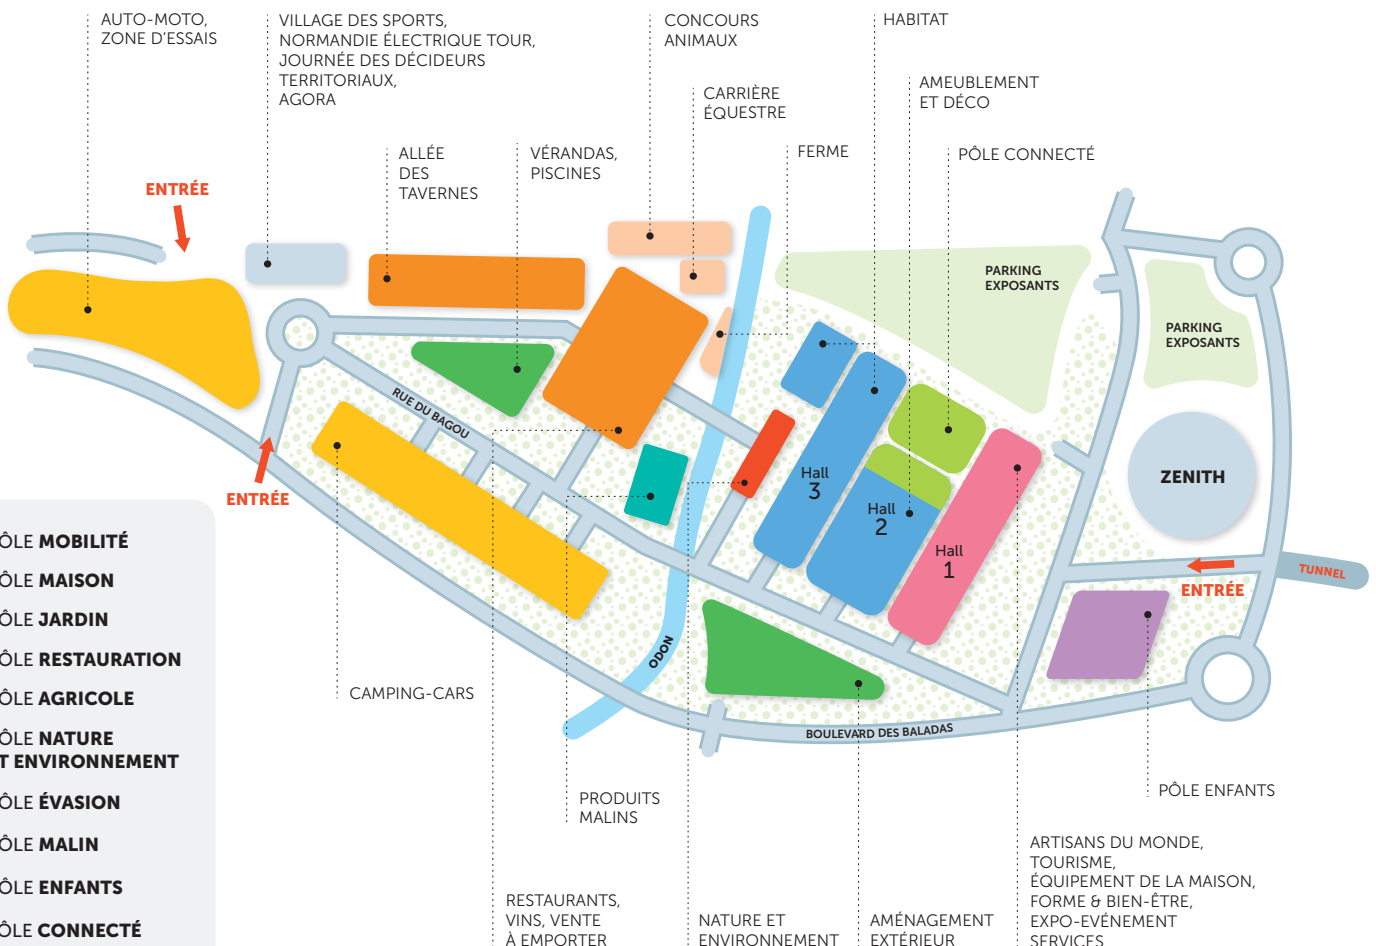 AUTO-MOTO,
ZONE D'ESSAIS
VILLAGE DES SPORTS,
NORMANDIE ÉLECTRIQUE TOUR,
JOURNÉE DES DÉCIDEURS
TERRITORIAUX,
AGORA
CONCOURS
ANIMAUX
HABITAT
CARRIÈRE
ÉQUESTRE
AMEUBLEMENT
ET DÉCO
ALLÉE
DES
TAVERNES
VÉRANDAS,
PISCINES
FERME
PÔLE CONNECTÉ
ENTRÉE
PARKING
EXPOSANTS
PARKING
EXPOSANTS
RUE DU BAGOU
ZENITH
Hall
3
Hall
2
Hall
1
ENTRÉE
TUNNEL
ENTRÉE
ODON
BOULEVARD DES BALADAS
CAMPING-CARS
PRODUITS
MALINS
PÔLE ENFANTS
RESTAURANTS,
VINS, VENTE
À EMPORTER
NATURE ET
ENVIRONNEMENT
AMÉNAGEMENT
EXTÉRIEUR
ARTISANS DU MONDE,
TOURISME,
ÉQUIPEMENT DE LA MAISON,
FORME & BIEN-ÊTRE,
EXPO-EVÉNEMENT
SERVICES
ÔLE MOBILITÉ
ÔLE MAISON
ÔLE JARDIN
ÔLE RESTAURATION
ÔLE AGRICOLE
ÔLE NATURE
T ENVIRONNEMENT
ÔLE ÉVASION
ÔLE MALIN
ÔLE ENFANTS
ÔLE CONNECTÉ